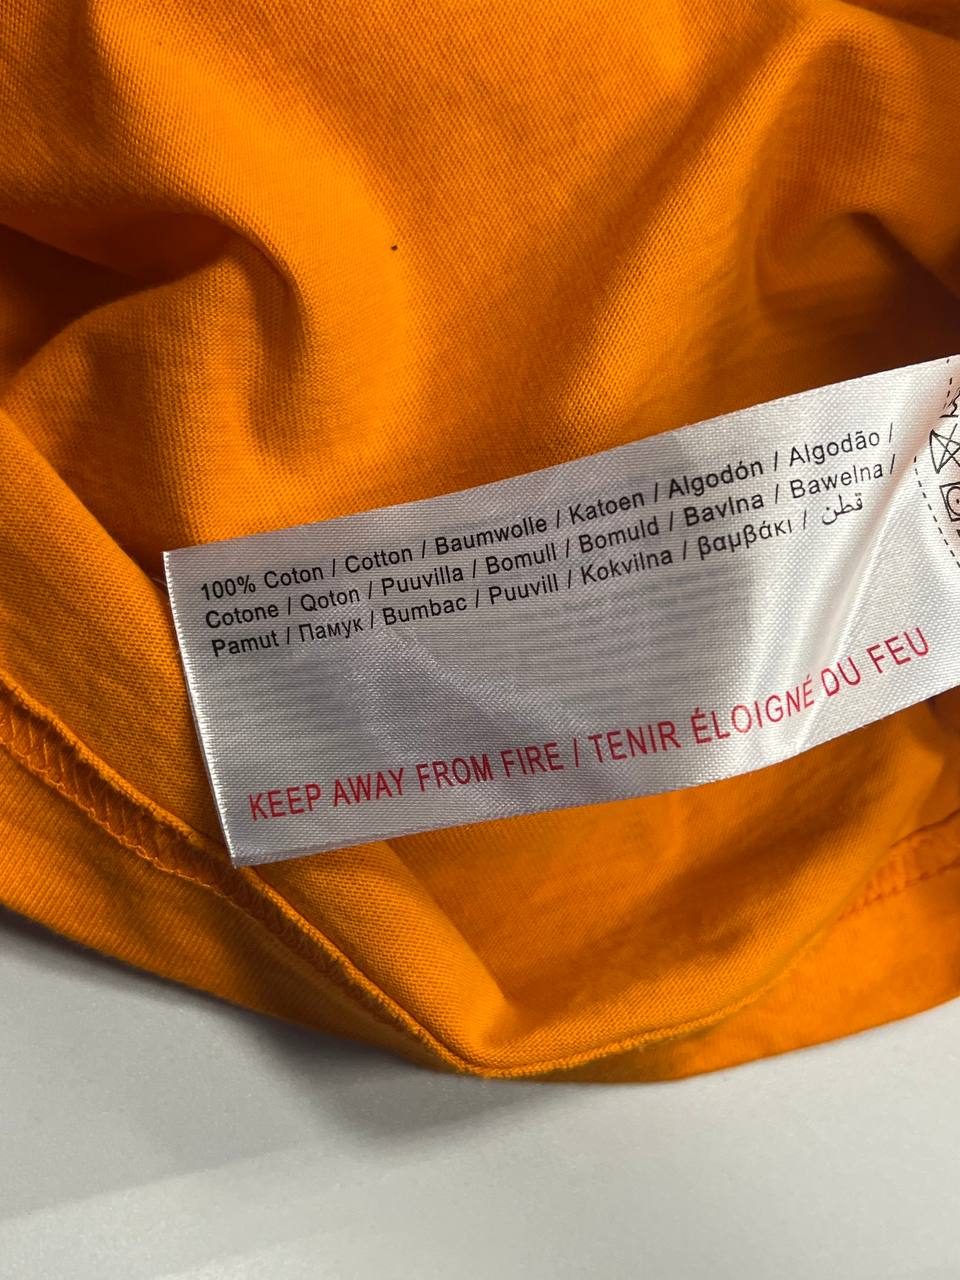 100% Coton / Cotton / Baumwolle / Katoen / Algodón / Algodão /
Cotone / Qoton / Puuvilla / Bomull / Bomuld / Bavlna / Bawełna /
Pamut / Памук / Bumbac / Puuvill / Kokvilna / βαμβάκι / قطن
KEEP AWAY FROM FIRE / TENIR ÉLOIGNÉ DU FEU